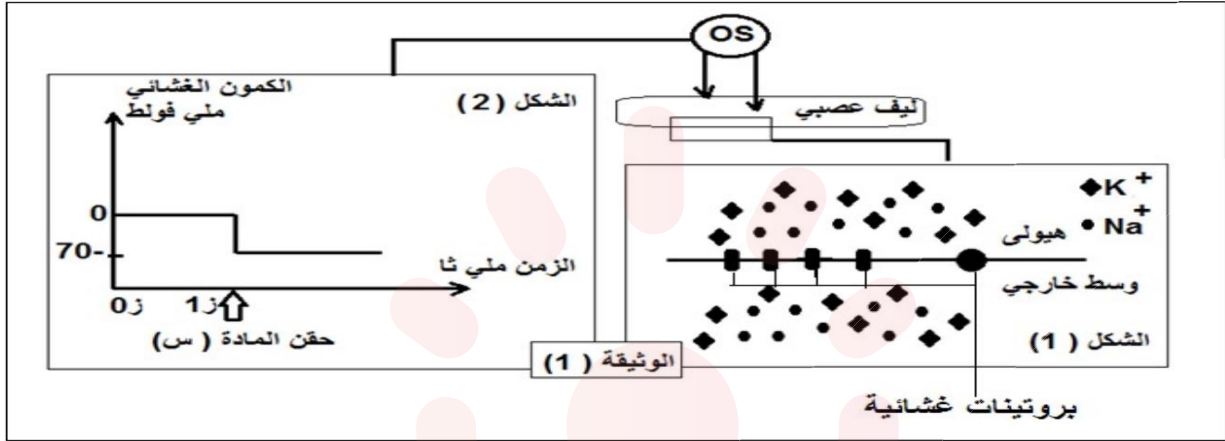 OS
الكمون الغشائي
ملي فولط
الشكل ( 2 )
0
70-
الزمن ملي ثا
ز0
ز1
حقن المادة ( س )
ليف عصبي
K+
Na+
هيولى
وسط خارجي
الشكل ( 1 )
بروتينات غشائية
الوثيقة ( 1 )